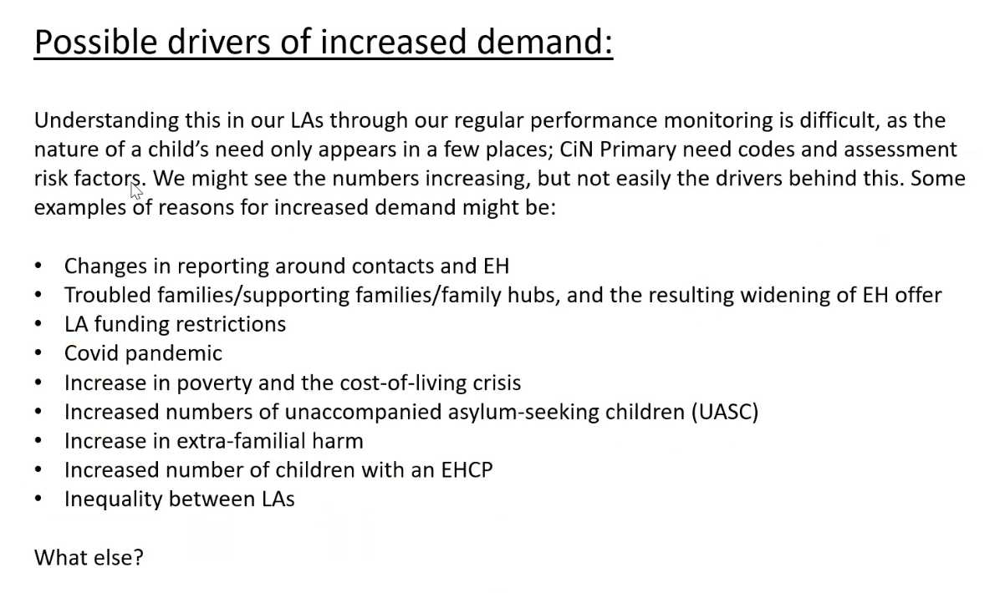 Possible drivers of increased demand:
Understanding this in our LAs through our regular performance monitoring is difficult, as the
nature of a child's need only appears in a few places; CiN Primary need codes and assessment
risk factors. We might see the numbers increasing, but not easily the drivers behind this. Some
examples of reasons for increased demand might be:
• Changes in reporting around contacts and EH
• Troubled families/supporting families/family hubs, and the resulting widening of EH offer
• LA funding restrictions
• Covid pandemic
• Increase in poverty and the cost-of-living crisis
• Increased numbers of unaccompanied asylum-seeking children (UASC)
• Increase in extra-familial harm
• Increased number of children with an EHCP
• Inequality between LAs
What else?